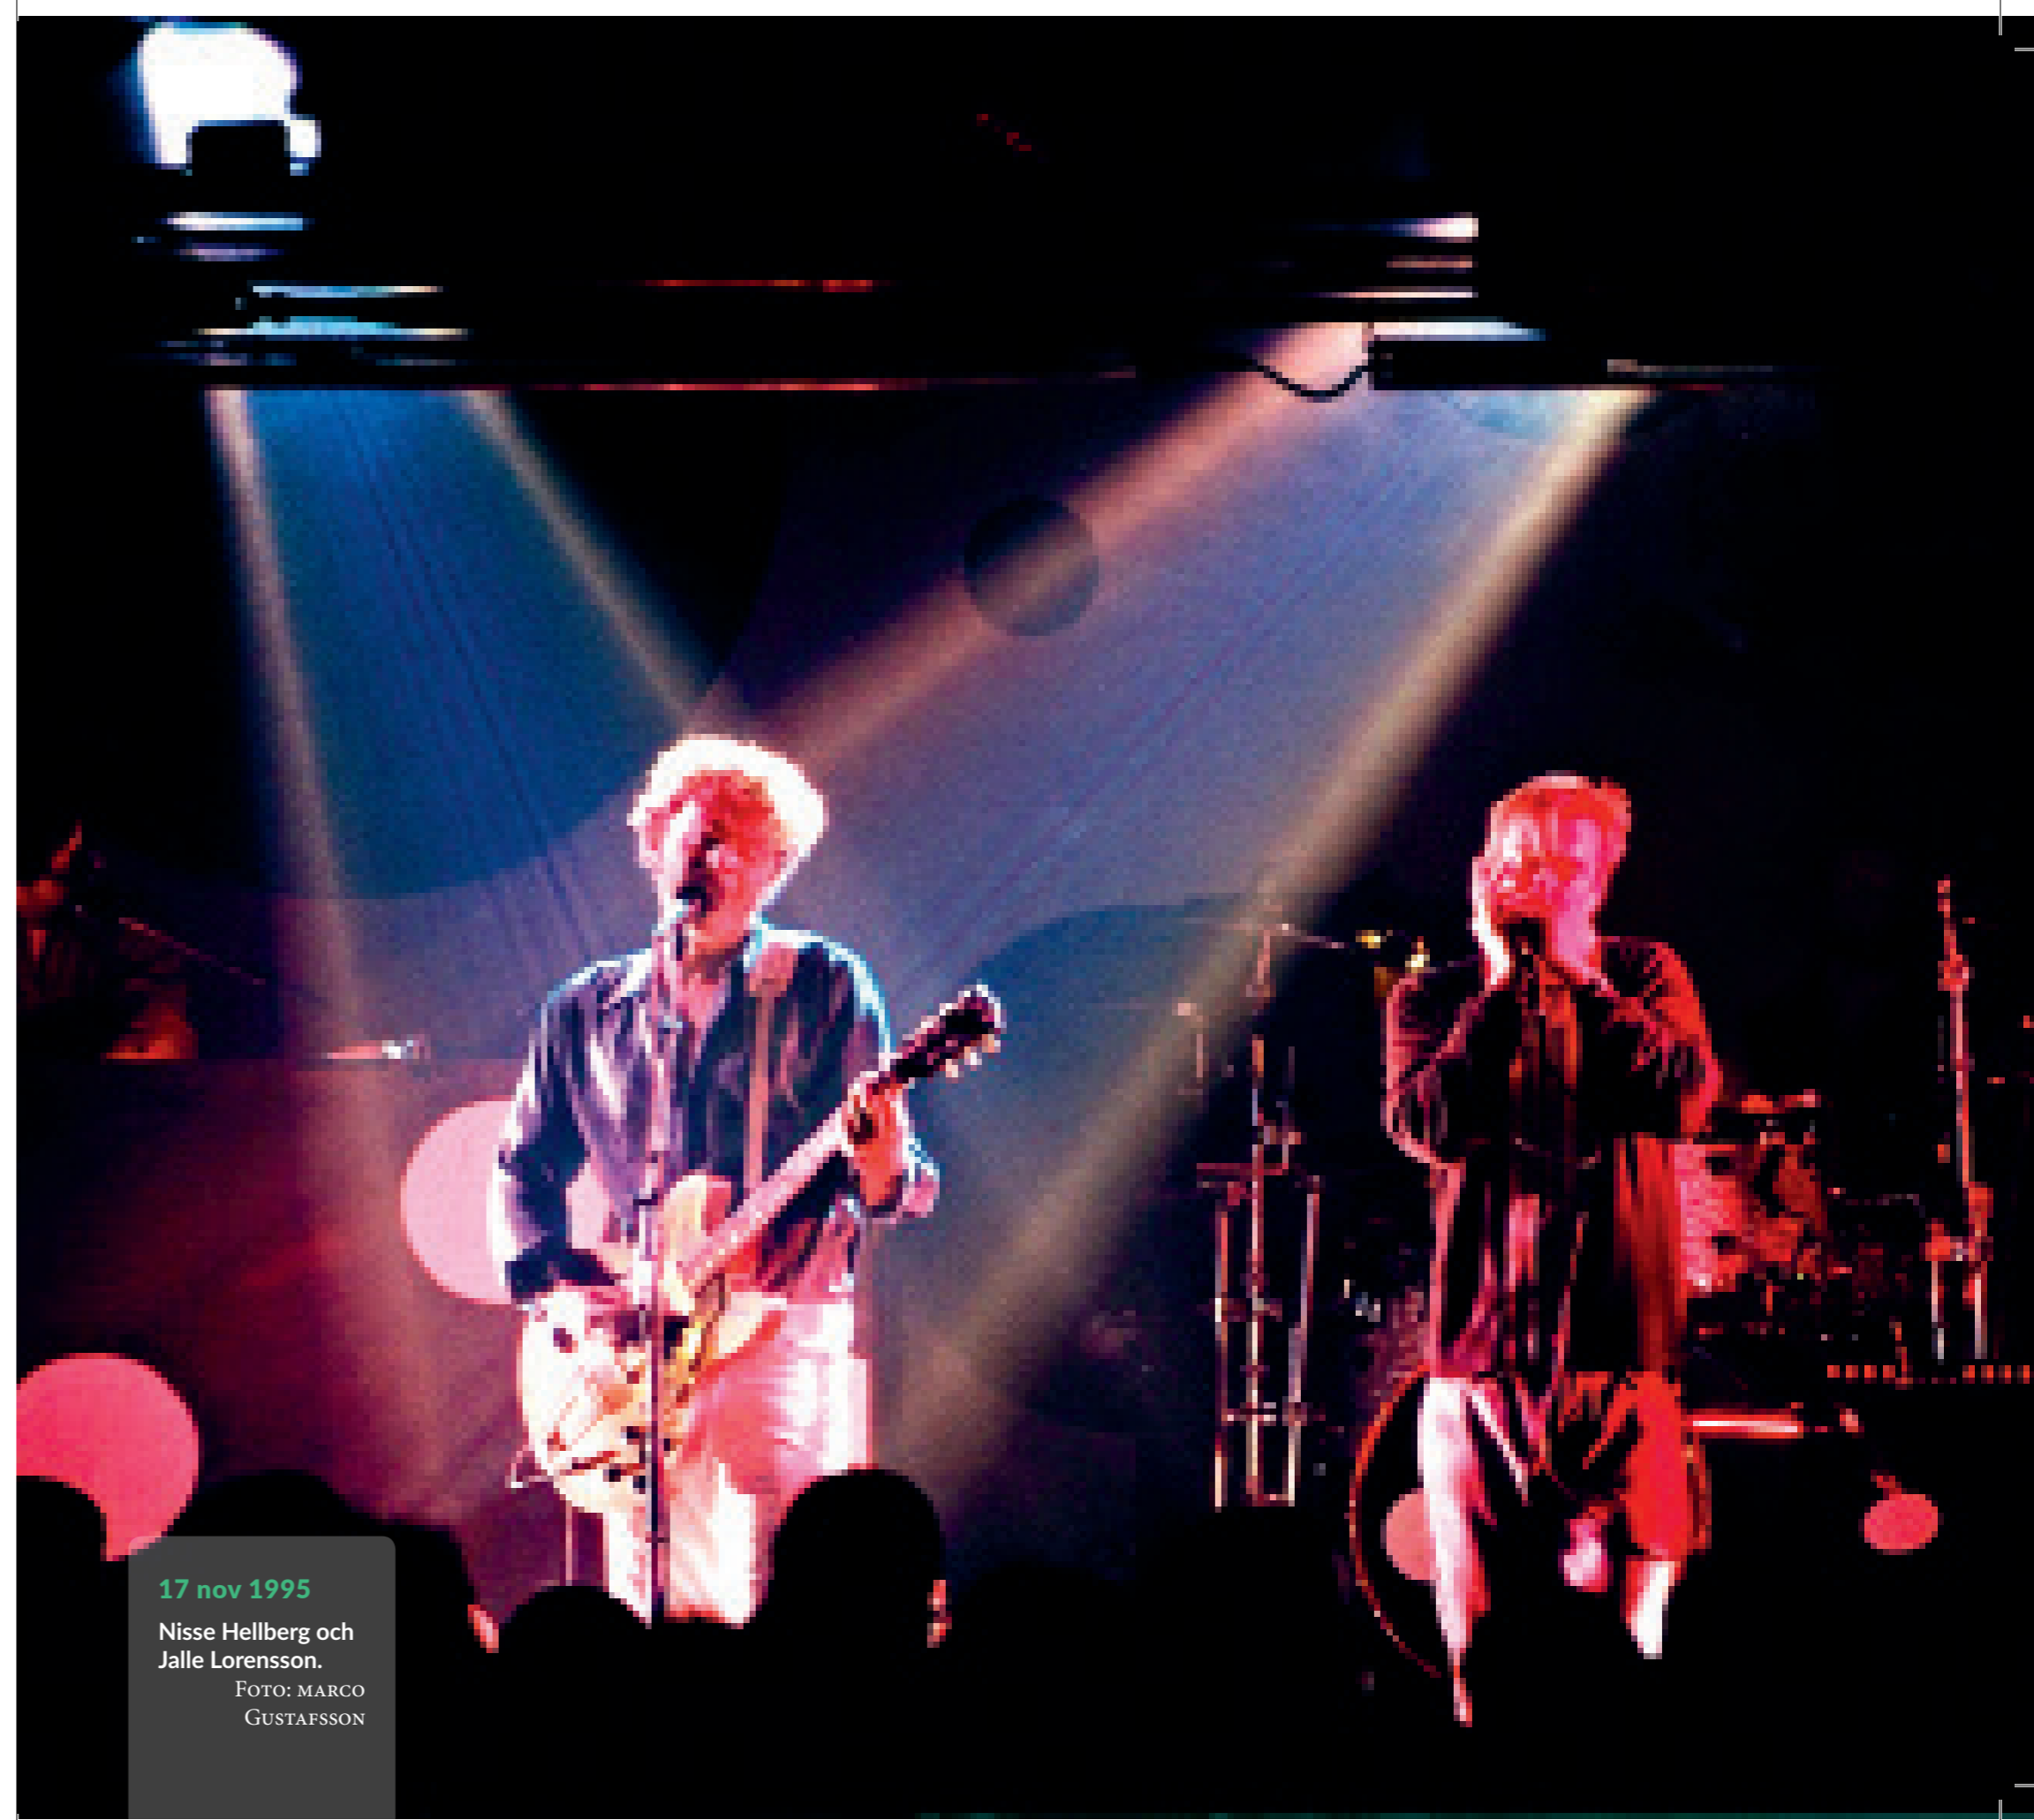 17 nov 1995
Nisse Hellberg och
Jalle Lorensson.
Foto: marco
Gustafsson